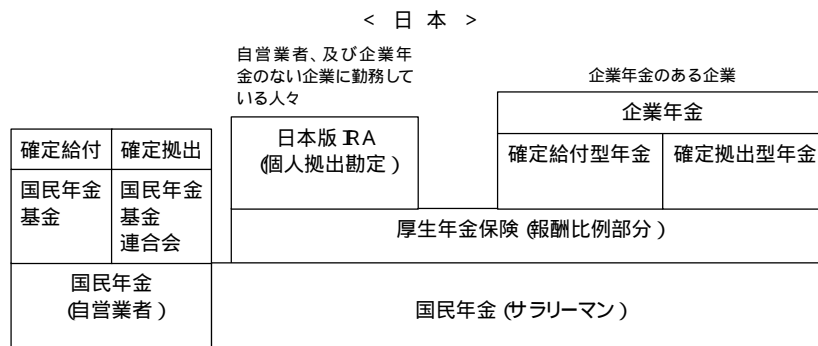 < 日 本 >
自営業者、及び企業年
金のない企業に勤務して
いる人々
企業年金のある企業
企業年金
確定給付
確定拠出
日本版IRA
(個人拠出勘定)
確定給付型年金
確定拠出型年金
国民年金
基金
国民年金
基金
連合会
厚生年金保険(報酬比例部分)
国民年金
(自営業者)
国民年金(サラリーマン)